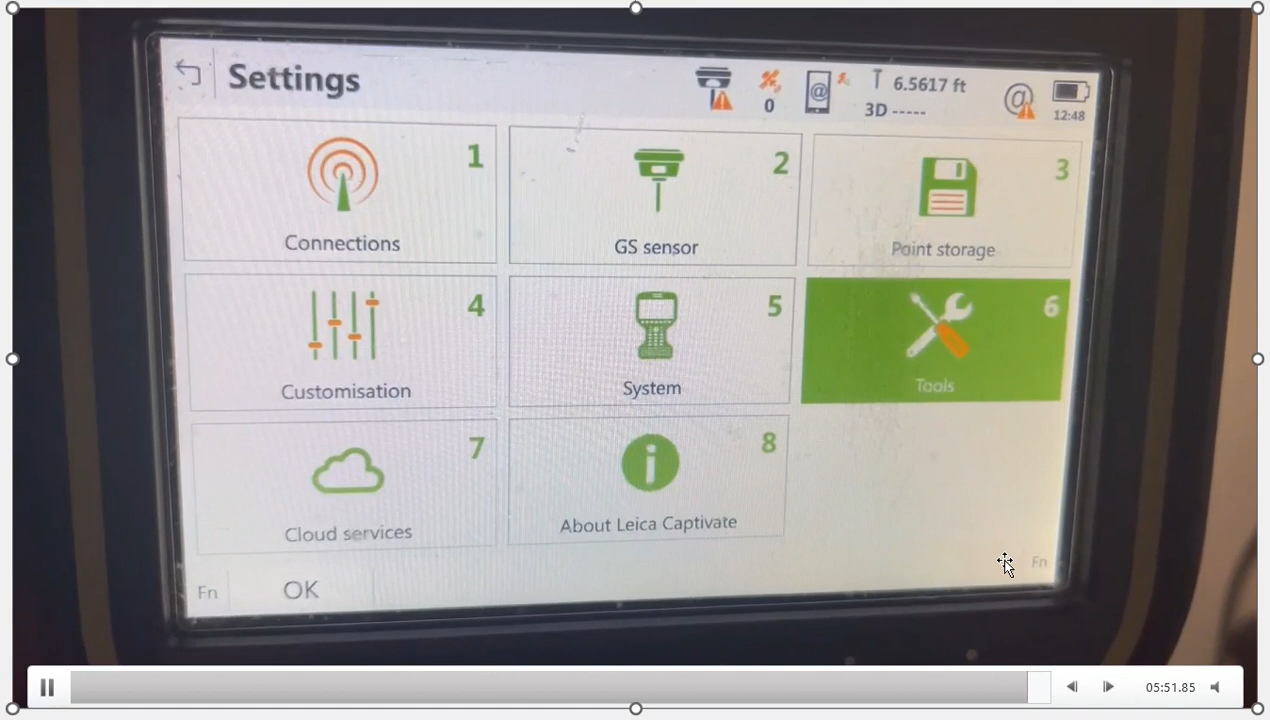 Settings
0
@
6.5617 ft
3D -----
@
12:48
1
Connections
2
GS sensor
3
Point storage
4
Customisation
5
System
6
Tools
7
Cloud services
8
i
About Leica Captivate
Fn
OK
Fn
05:51.85